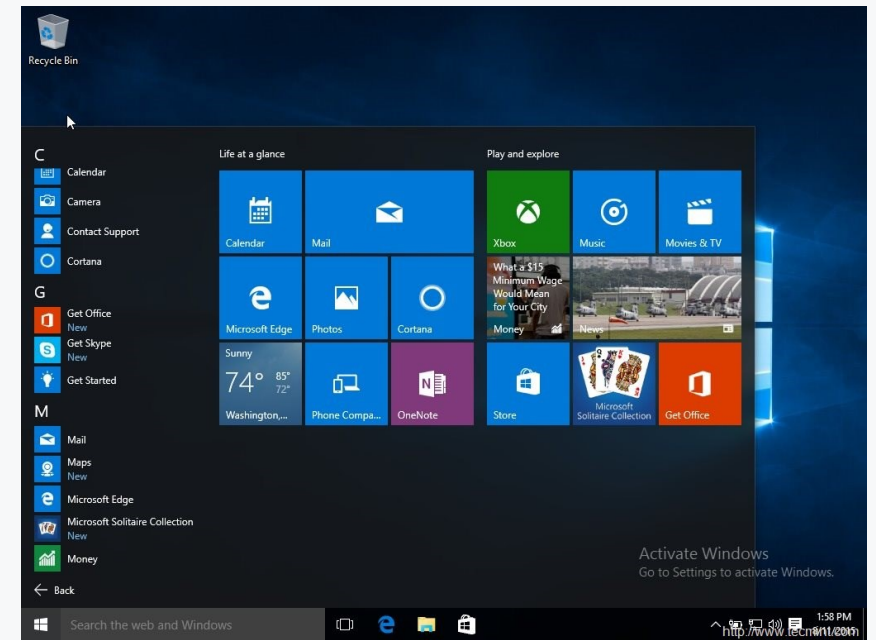 Recycle Bin
C
Calendar
Camera
Contact Support
Cortana
G
Get Office
New
Get Skype
New
Get Started
M
Mail
Maps
New
Microsoft Edge
Microsoft Solitaire Collection
New
Money
Back
Life at a glance
Calendar
Mail
Microsoft Edge
Photos
Cortana
Sunny
74° 85°
72°
Washington,...
Phone Compa...
OneNote
Play and explore
Xbox
Music
Movies & TV
What a $15
Minimum Wage
Would Mean
for Your City
Money
News
Store
Microsoft
Solitaire Collection
Get Office
Activate Windows
Go to Settings to activate Windows.
Search the web and Windows
1:58 PM
8/11/2015
http://www.tecmint.com